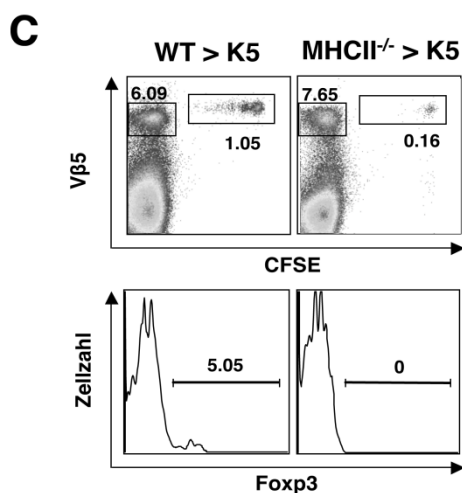 C
WT > K5
MHCII-/- > K5
6.09
1.05
7.65
0.16
Vβ5
CFSE
5.05
0
Zellzahl
Foxp3